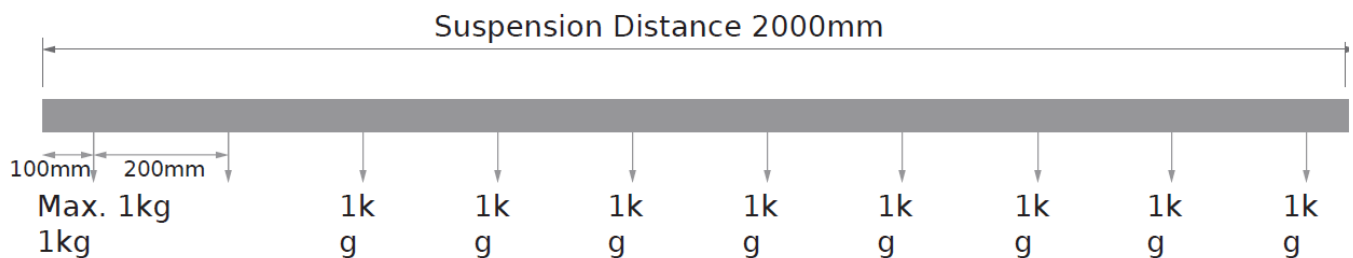 Suspension Distance 2000mm
100mm 200mm
Max. 1kg 1k 1k 1k 1k 1k 1k 1k 1k
1kg g g g g g g g g